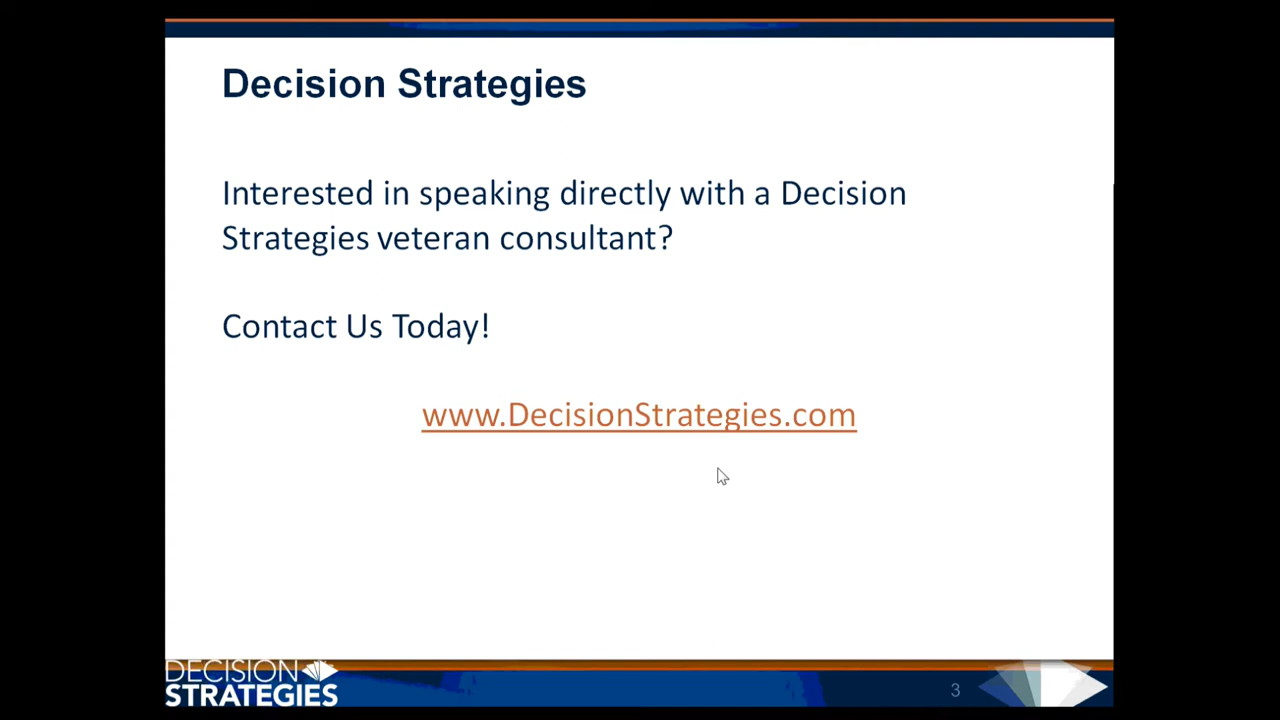 Decision Strategies
Interested in speaking directly with a Decision
Strategies veteran consultant?
Contact Us Today!
www.DecisionStrategies.com
DECISION
STRATEGIES
3